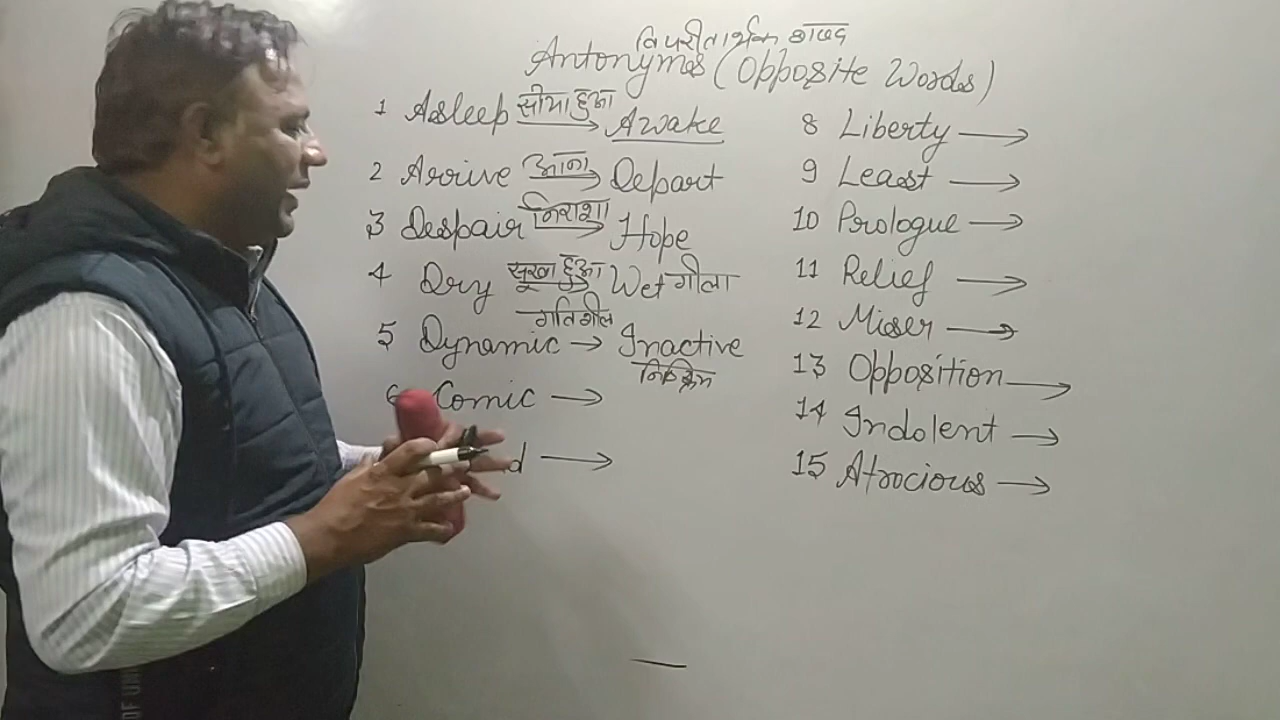 विपरीतार्थक शब्द
Antonyms (Opposite Words)
1 Asleep सोया हुआ → Awake
2 Arrive आना → Depart
3 Despair निराशा → Hope
4 Dry सूखा हुआ → Wet गीला
गतिशील
5 Dynamic → Inactive
निष्क्रिय
6 Comic →
→
8 Liberty →
9 Least →
10 Prologue →
11 Relief →
12 Miser →
13 Opposition →
14 Indolent →
15 Atrocious →